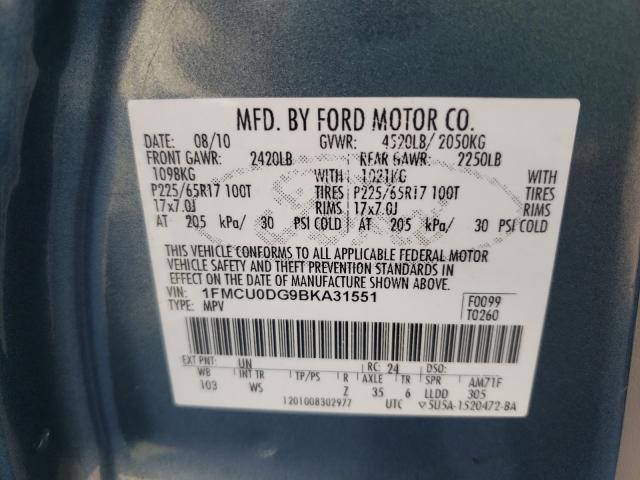 MFD. BY FORD MOTOR CO.
DATE: 08/10 GVWR: 4520LB/ 2050KG
FRONT GAWR: 2420LB REAR GAWR: 2250LB
1098KG WITH 1021KG WITH
P225/65R17 100T TIRES P225/65R17 100T TIRES
17x7.0J RIMS 17x7.0J RIMS
AT 205 kPa/ 30 PSI COLD AT 205 kPa/ 30 PSI COLD
THIS VEHICLE CONFORMS TO ALL APPLICABLE FEDERAL MOTOR
VEHICLE SAFETY AND THEFT PREVENTION STANDARDS IN
EFFECT ON THE DATE OF MANUFACTURE SHOWN ABOVE.
VIN: 1FMCU0DG9BKA31551 F0099
TYPE: MPV T0260
EXT PNT: UN RC: 24 DSO:
WB INT TR TP/PS R AXLE TR SPR AM71F
103 WS Z 35 6 LLDD 305
1201008302977 UTC ▽5U5A-1520472-BA